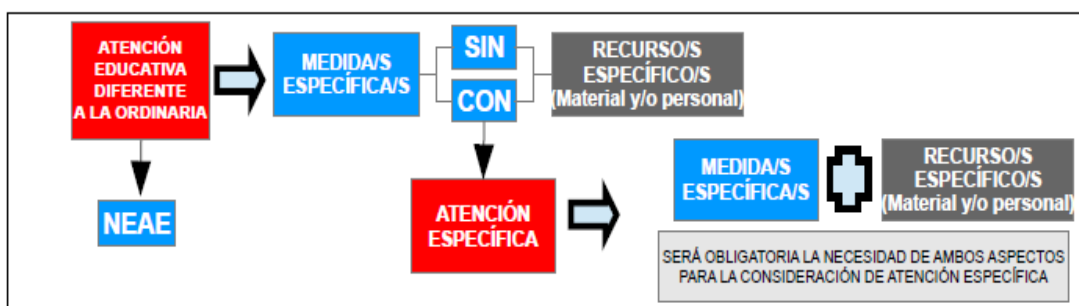 ATENCIÓN
EDUCATIVA
DIFERENTE
A LA ORDINARIA
MEDIDA/S
ESPECÍFICA/S
SIN
CON
RECURSO/S
ESPECÍFICO/S
(Material y/o personal)
NEAE
ATENCIÓN
ESPECÍFICA
MEDIDA/S
ESPECÍFICA/S
RECURSO/S
ESPECÍFICO/S
(Material y/o personal)
SERÁ OBLIGATORIA LA NECESIDAD DE AMBOS ASPECTOS
PARA LA CONSIDERACIÓN DE ATENCIÓN ESPECÍFICA